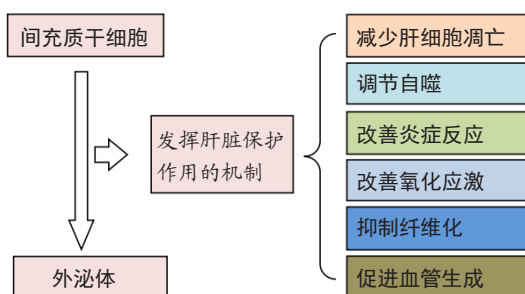 间充质干细胞
发挥肝脏保护
作用的机制
外泌体
减少肝细胞凋亡
调节自噬
改善炎症反应
改善氧化应激
抑制纤维化
促进血管生成